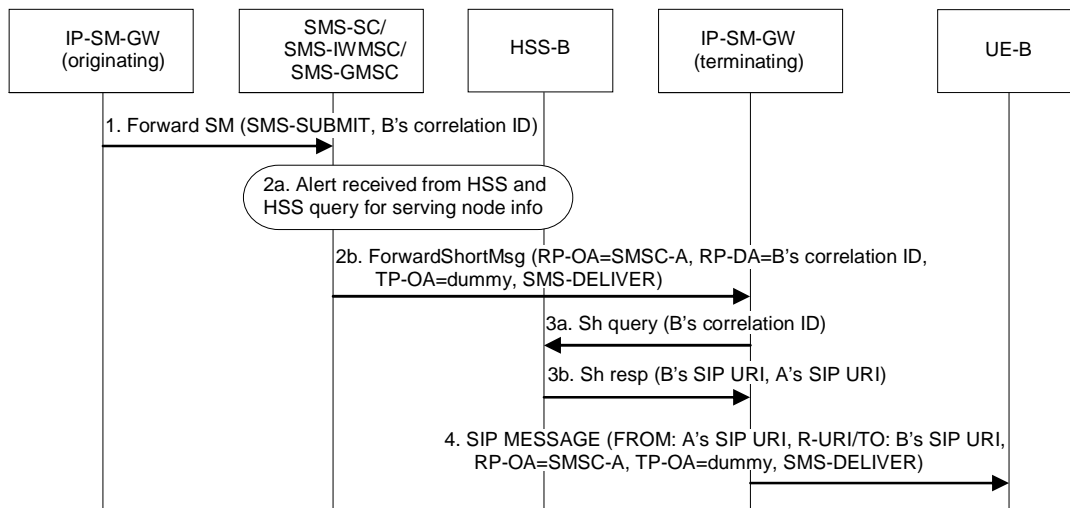 IP-SM-GW
(originating)
SMS-SC/
SMS-IWMSC/
SMS-GMSC
HSS-B
IP-SM-GW
(terminating)
UE-B
1. Forward SM (SMS-SUBMIT, B’s correlation ID)
2a. Alert received from HSS and
HSS query for serving node info
2b. ForwardShortMsg (RP-OA=SMSC-A, RP-DA=B’s correlation ID,
TP-OA=dummy, SMS-DELIVER)
3a. Sh query (B’s correlation ID)
3b. Sh resp (B’s SIP URI, A’s SIP URI)
4. SIP MESSAGE (FROM: A’s SIP URI, R-URI/TO: B’s SIP URI,
RP-OA=SMSC-A, TP-OA=dummy, SMS-DELIVER)